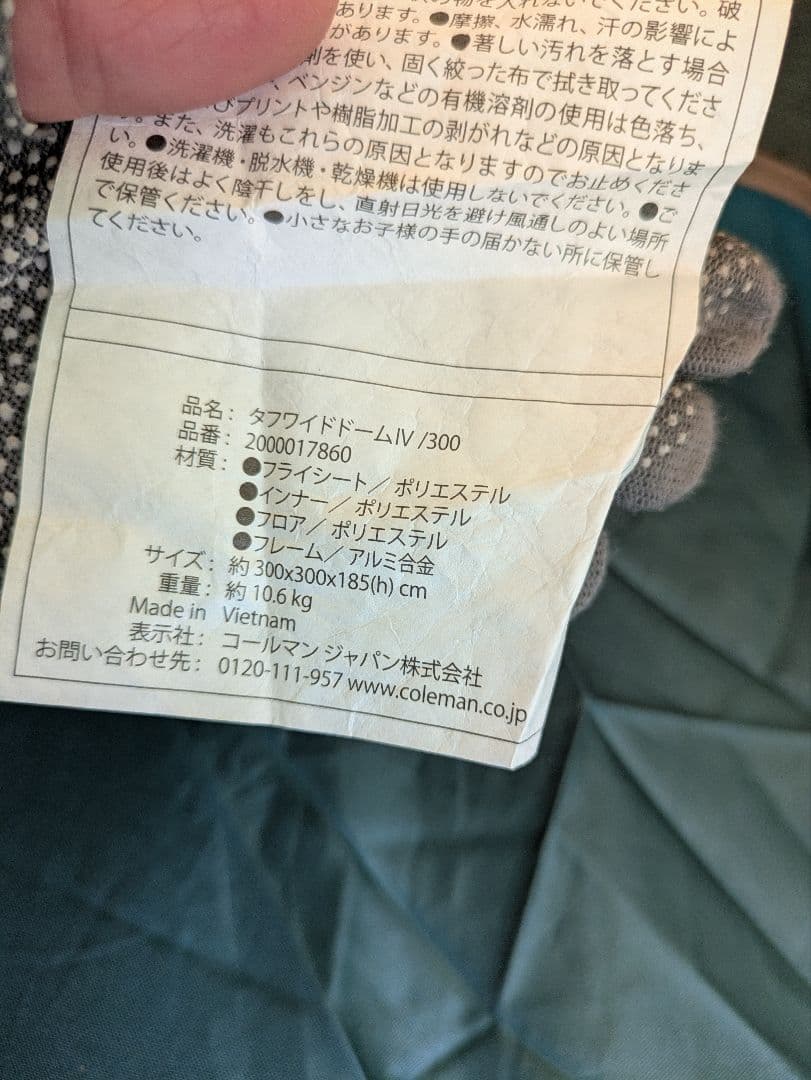 の物を入れないでください。破
あります。●摩擦、水濡れ、汗の影響によ
があります。●著しい汚れを落とす場合
剤を使い、固く絞った布で拭き取ってくださ
、ベンジンなどの有機溶剤の使用は色落ち、
びプリントや樹脂加工の剥がれなどの原因となりま
。また、洗濯もこれらの原因となりますのでお止めくださ
い。●洗濯機・脱水機・乾燥機は使用しないでください。●ご
使用後はよく陰干しをし、直射日光を避け風通しのよい場所
で保管ください。●小さなお子様の手の届かない所に保管し
てください。
品名： タフワイドドームⅣ /300
品番： 2000017860
材質： ●フライシート／ ポリエステル
●インナー／ ポリエステル
●フロア／ ポリエステル
●フレーム／ アルミ合金
サイズ： 約 300x300x185(h) cm
重量： 約 10.6 kg
Made in Vietnam
表示社： コールマン ジャパン株式会社
お問い合わせ先： 0120-111-957 www.coleman.co.jp